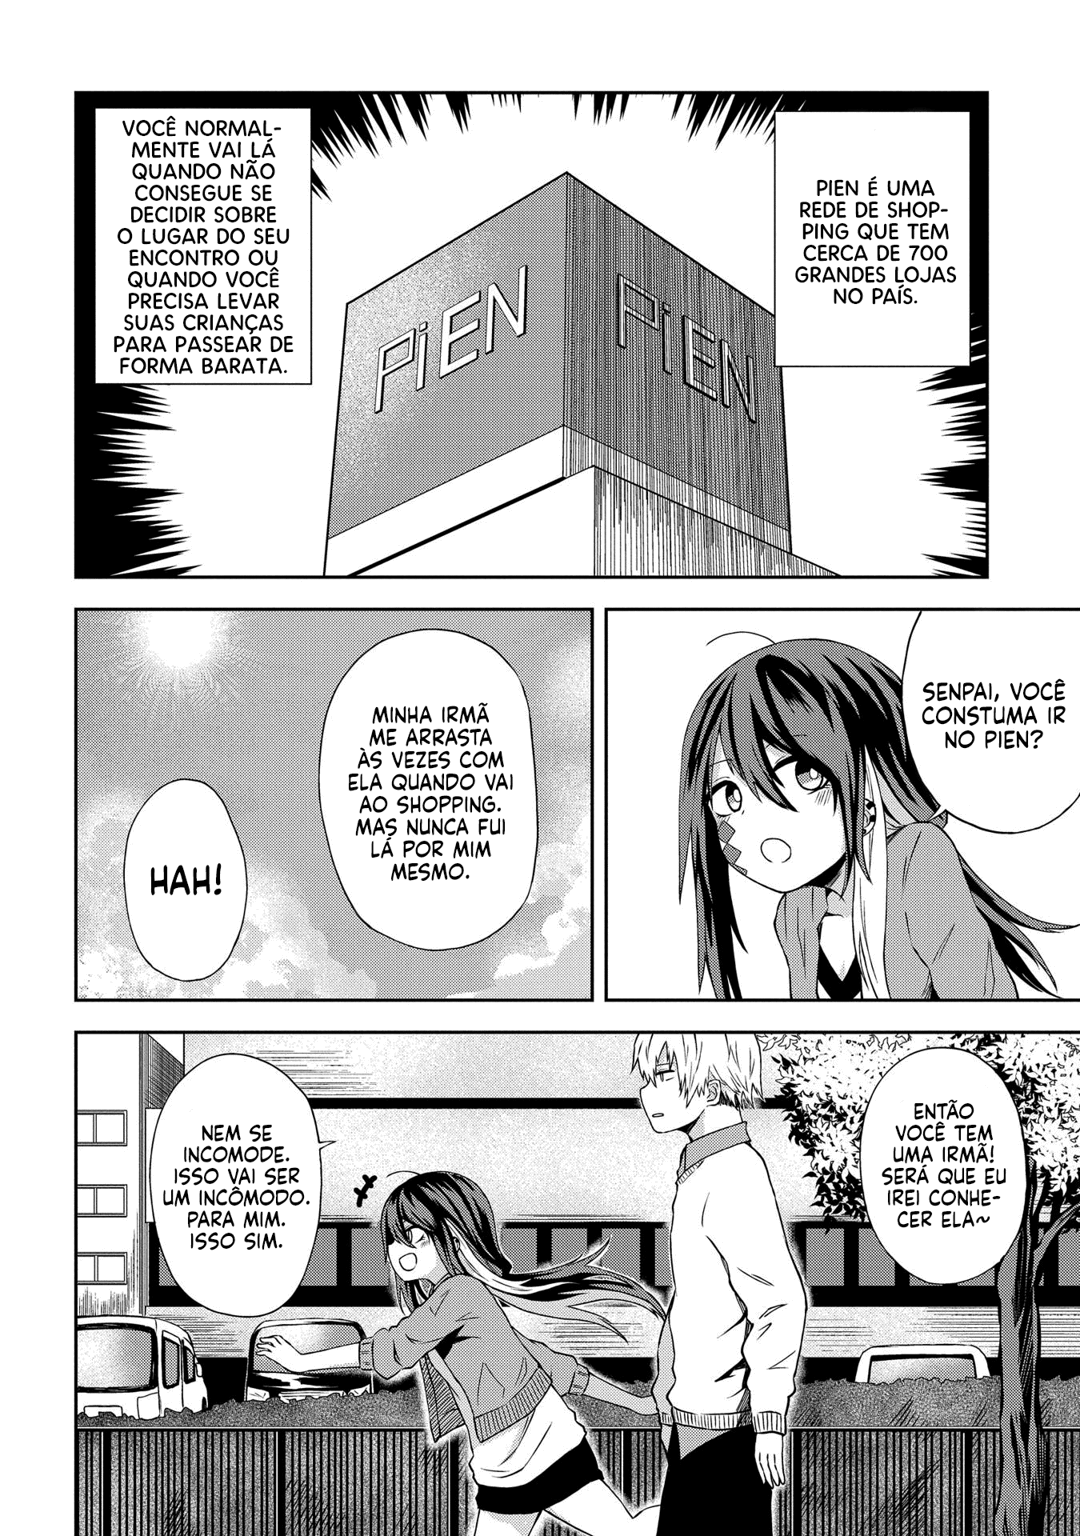 PIEN É UMA
REDE DE SHOP-
PING QUE TEM
CERCA DE 700
GRANDES LOJAS
NO PAÍS.
VOCÊ NORMAL-
MENTE VAI LÁ
QUANDO NÃO
CONSEGUE SE
DECIDIR SOBRE
O LUGAR DO SEU
ENCONTRO OU
QUANDO VOCÊ
PRECISA LEVAR
SUAS CRIANÇAS
PARA PASSEAR DE
FORMA BARATA.
PiEN
PiEN
SENPAI, VOCÊ
CONSTUMA IR
NO PIEN?
MINHA IRMÃ
ME ARRASTA
ÀS VEZES COM
ELA QUANDO VAI
AO SHOPPING.
MAS NUNCA FUI
LÁ POR MIM
MESMO.
HAH!
ENTÃO
VOCÊ TEM
UMA IRMÃ!
SERÁ QUE EU
IREI CONHE-
CER ELA~
NEM SE
INCOMODE.
ISSO VAI SER
UM INCÔMODO.
PARA MIM.
ISSO SIM.